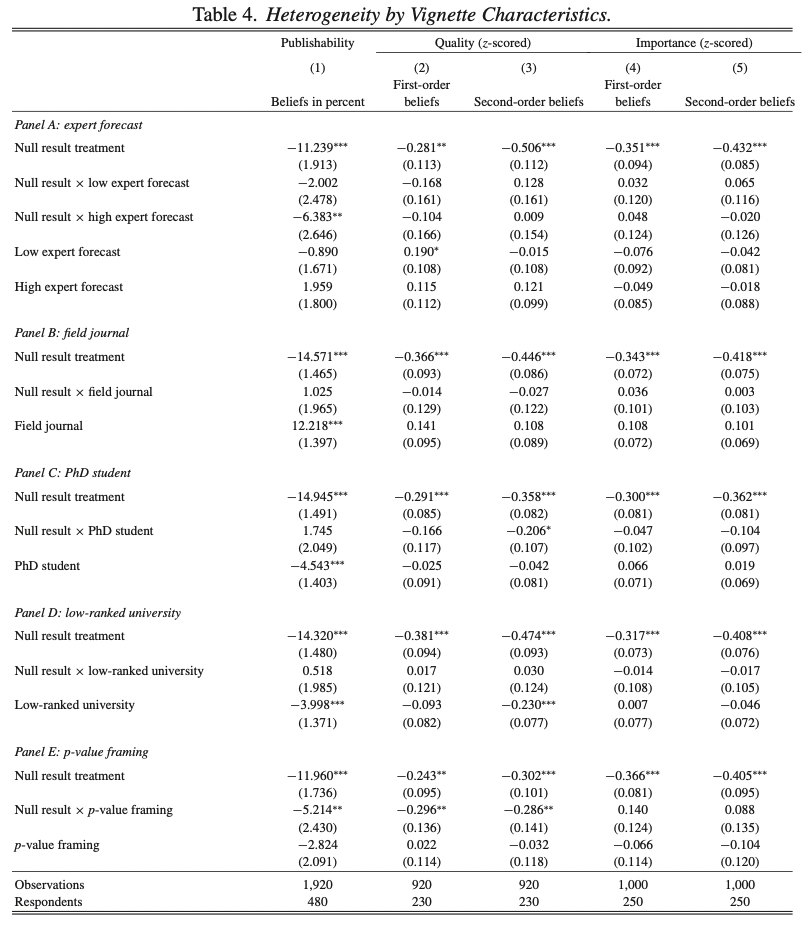 Table 4. Heterogeneity by Vignette Characteristics.
Publishability Quality (z-scored) Importance (z-scored)
(1) (2) (3) (4) (5)
First-order First-order
Beliefs in percent beliefs Second-order beliefs beliefs Second-order beliefs
Panel A: expert forecast
Null result treatment −11.239*** −0.281** −0.506*** −0.351*** −0.432***
(1.913) (0.113) (0.112) (0.094) (0.085)
Null result × low expert forecast −2.002 −0.168 0.128 0.032 0.065
(2.478) (0.161) (0.161) (0.120) (0.116)
Null result × high expert forecast −6.383** −0.104 0.009 0.048 −0.020
(2.646) (0.166) (0.154) (0.124) (0.126)
Low expert forecast −0.890 0.190* −0.015 −0.076 −0.042
(1.671) (0.108) (0.108) (0.092) (0.081)
High expert forecast 1.959 0.115 0.121 −0.049 −0.018
(1.800) (0.112) (0.099) (0.085) (0.088)
Panel B: field journal
Null result treatment −14.571*** −0.366*** −0.446*** −0.343*** −0.418***
(1.465) (0.093) (0.086) (0.072) (0.075)
Null result × field journal 1.025 −0.014 −0.027 0.036 0.003
(1.965) (0.129) (0.122) (0.101) (0.103)
Field journal 12.218*** 0.141 0.108 0.108 0.101
(1.397) (0.095) (0.089) (0.072) (0.069)
Panel C: PhD student
Null result treatment −14.945*** −0.291*** −0.358*** −0.300*** −0.362***
(1.491) (0.085) (0.082) (0.081) (0.081)
Null result × PhD student 1.745 −0.166 −0.206* −0.047 −0.104
(2.049) (0.117) (0.107) (0.102) (0.097)
PhD student −4.543*** −0.025 −0.042 0.066 0.019
(1.403) (0.091) (0.081) (0.071) (0.069)
Panel D: low-ranked university
Null result treatment −14.320*** −0.381*** −0.474*** −0.317*** −0.408***
(1.480) (0.094) (0.093) (0.073) (0.076)
Null result × low-ranked university 0.518 0.017 0.030 −0.014 −0.017
(1.985) (0.121) (0.124) (0.108) (0.105)
Low-ranked university −3.998*** −0.093 −0.230*** 0.007 −0.046
(1.371) (0.082) (0.077) (0.077) (0.072)
Panel E: p-value framing
Null result treatment −11.960*** −0.243** −0.302*** −0.366*** −0.405***
(1.736) (0.095) (0.101) (0.081) (0.095)
Null result × p-value framing −5.214** −0.296** −0.286** 0.140 0.088
(2.430) (0.136) (0.141) (0.124) (0.135)
p-value framing −2.824 0.022 −0.032 −0.066 −0.104
(2.091) (0.114) (0.118) (0.114) (0.120)
Observations 1,920 920 920 1,000 1,000
Respondents 480 230 230 250 250